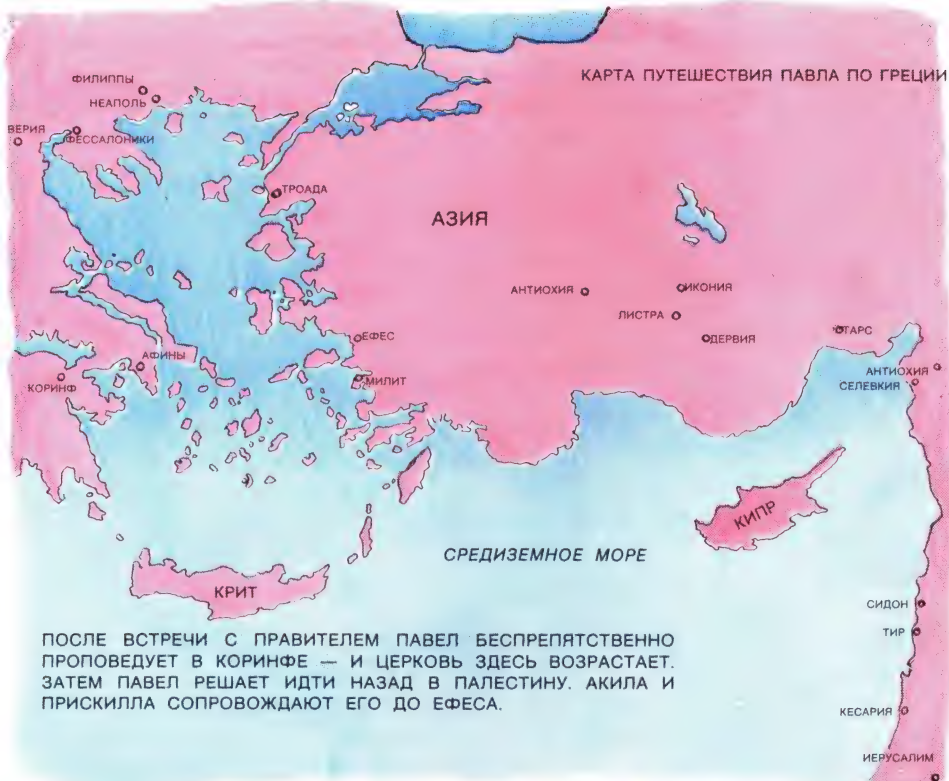 КАРТА ПУТЕШЕСТВИЯ ПАВЛА ПО ГРЕЦИИ
ФИЛИППЫ
НЕАПОЛЬ
ВЕРИЯ
ФЕССАЛОНИКИ
ТРОАДА
АЗИЯ
АНТИОХИЯ
ИКОНИЯ
ЛИСТРА
ДЕРВИЯ
ТАРС
ЕФЕС
АФИНЫ
КОРИНФ
МИЛИТ
АНТИОХИЯ
СЕЛЕВКИЯ
КИПР
СРЕДИЗЕМНОЕ МОРЕ
КРИТ
СИДОН
ТИР
КЕСАРИЯ
ИЕРУСАЛИМ
ПОСЛЕ ВСТРЕЧИ С ПРАВИТЕЛЕМ ПАВЕЛ БЕСПРЕПЯТСТВЕННО
ПРОПОВЕДУЕТ В КОРИНФЕ — И ЦЕРКОВЬ ЗДЕСЬ ВОЗРАСТАЕТ.
ЗАТЕМ ПАВЕЛ РЕШАЕТ ИДТИ НАЗАД В ПАЛЕСТИНУ. АКИЛА И
ПРИСКИЛЛА СОПРОВОЖДАЮТ ЕГО ДО ЕФЕСА.